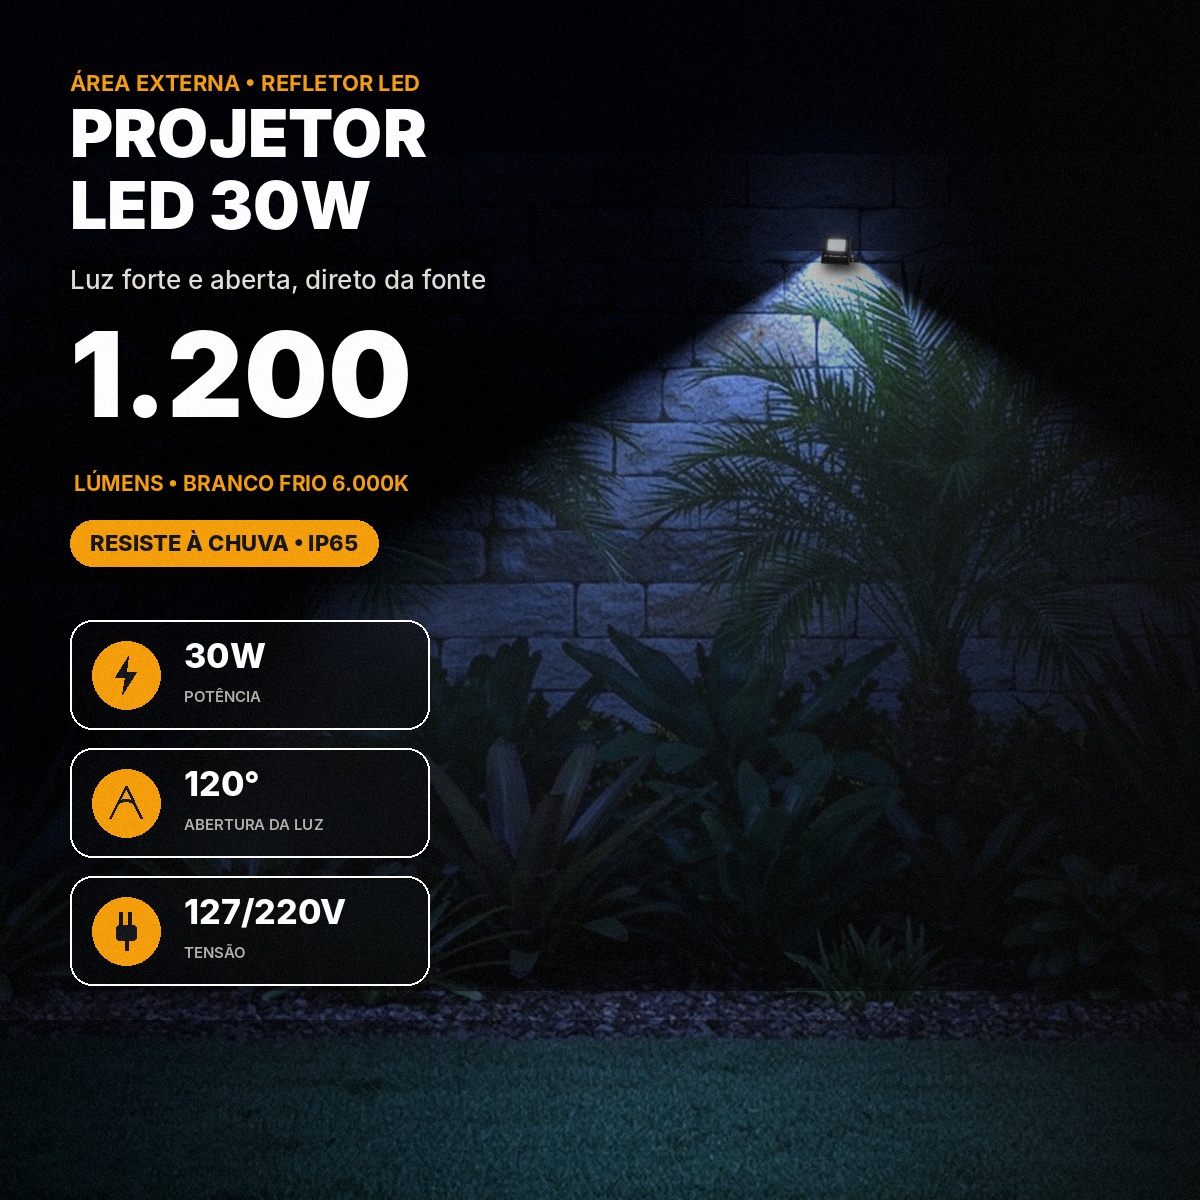 ÁREA EXTERNA • REFLETOR LED
PROJETOR
LED 30W
Luz forte e aberta, direto da fonte
1.200
LÚMENS • BRANCO FRIO 6.000K
RESISTE À CHUVA • IP65
30W
POTÊNCIA
120°
ABERTURA DA LUZ
127/220V
TENSÃO